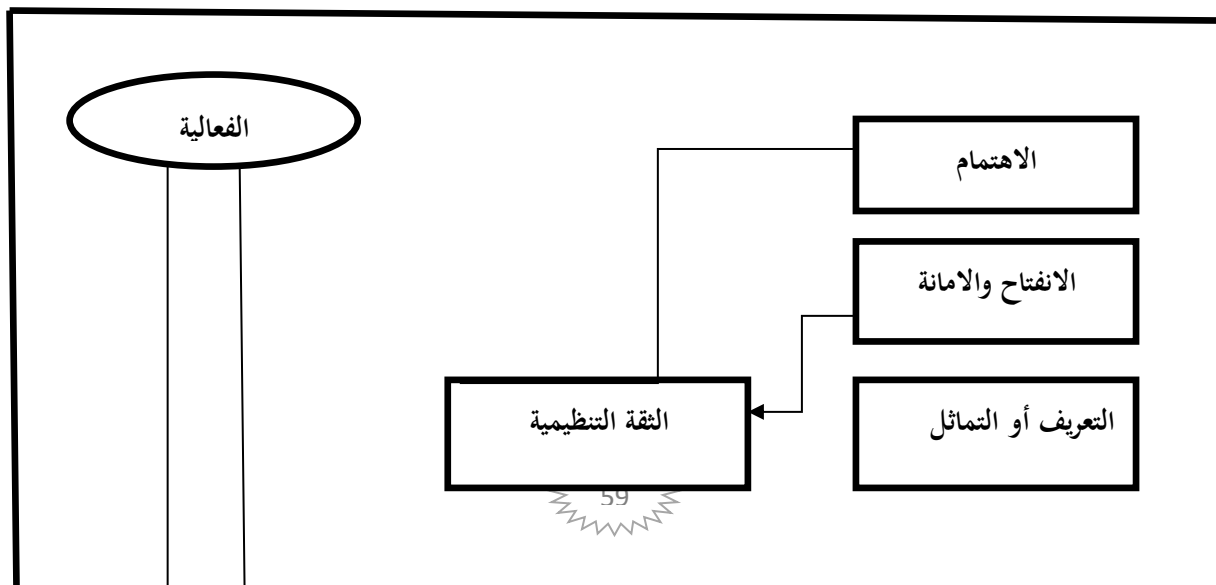 الفعالية
الاهتمام
الانفتاح والامانة
الثقة التنظيمية
التعريف أو التماثل
59